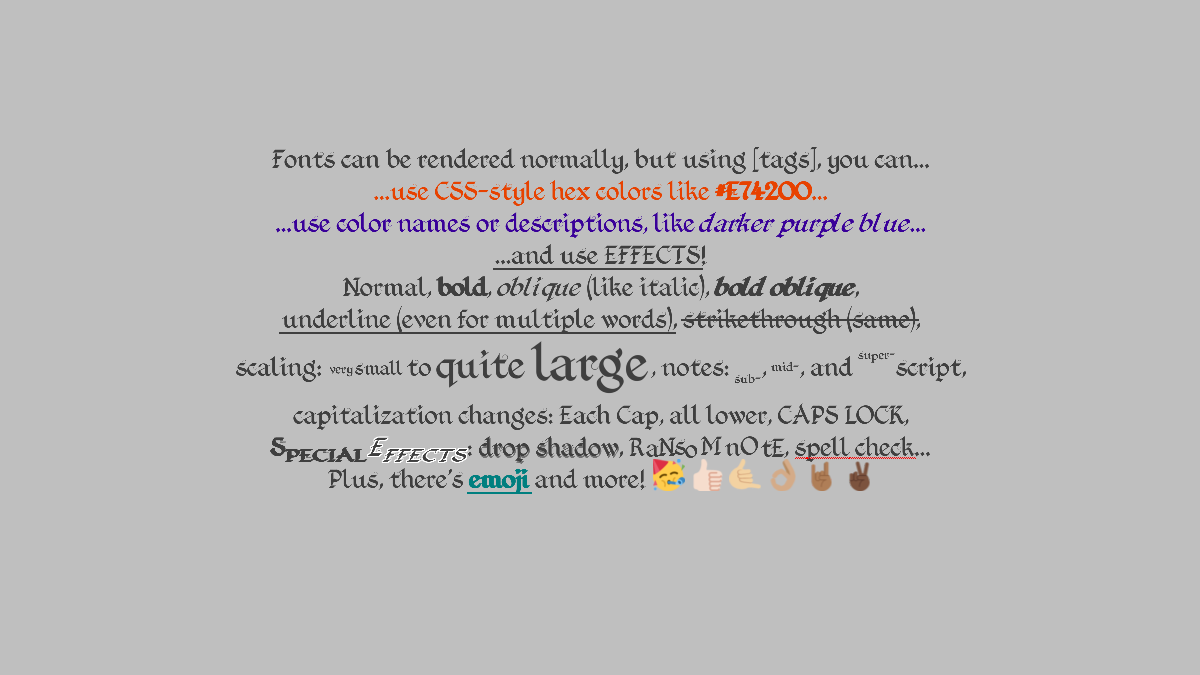 Fonts can be rendered normally, but using [tags], you can...
...use CSS-style hex colors like #E74200...
...use color names or descriptions, like darker purple blue...
...and use EFFECTS!
Normal, bold, oblique (like italic), bold oblique,
underline (even for multiple words), strikethrough (same),
scaling: very small to quite large, notes: sub-, mid-, and super-script,
capitalization changes: Each Cap, all lower, CAPS LOCK,
SPECIAL EFFECTS: drop shadow, RaNsoMnOtE, spell check...
Plus, there's emoji and more! 🥳👍🏻🤙🏼👌🏽🤘🏾✌🏿